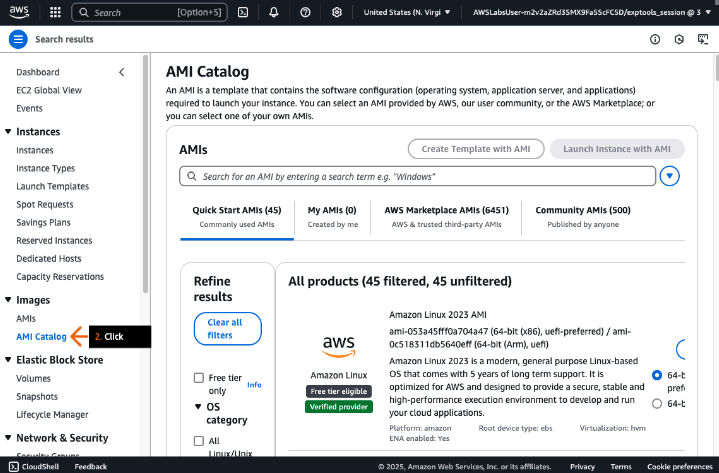 aws
Search [Option+S] United States (N. Virgi AWSLabsUser-m2v2aZRd3SMX9Fa5ScFC5D/exptools_session @ 3
Search results
Dashboard
EC2 Global View
Events
Instances
Instances
Instance Types
Launch Templates
Spot Requests
Savings Plans
Reserved Instances
Dedicated Hosts
Capacity Reservations
Images
AMIs
AMI Catalog 2. Click
Elastic Block Store
Volumes
Snapshots
Lifecycle Manager
Network & Security
Security Groups
AMI Catalog
An AMI is a template that contains the software configuration (operating system, application server, and applications)
required to launch your instance. You can select an AMI provided by AWS, our user community, or the AWS Marketplace; or
you can select one of your own AMIs.
AMIs Create Template with AMI Launch Instance with AMI
Search for an AMI by entering a search term e.g. "Windows"
Quick Start AMIs (45) My AMIs (0) AWS Marketplace AMIs (6451) Community AMIs (500)
Commonly used AMIs Created by me AWS & trusted third-party AMIs Published by anyone
Refine
results
Clear all
filters
Free tier
only Info
OS
category
All
Linux/Unix
All products (45 filtered, 45 unfiltered)
aws
Amazon Linux
Free tier eligible
Verified provider
Amazon Linux 2023 AMI
ami-053a45fff0a704a47 (64-bit (x86), uefi-preferred) / ami-
0c518311db5640eff (64-bit (Arm), uefi)
Amazon Linux 2023 is a modern, general purpose Linux-based
OS that comes with 5 years of long term support. It is
optimized for AWS and designed to provide a secure, stable and
high-performance execution environment to develop and run
your cloud applications.
Platform: amazon Root device type: ebs Virtualization: hvm
ENA enabled: Yes
64-b
prefe
64-b
CloudShell Feedback © 2025, Amazon Web Services, Inc. or its affiliates. Privacy Terms Cookie preferences